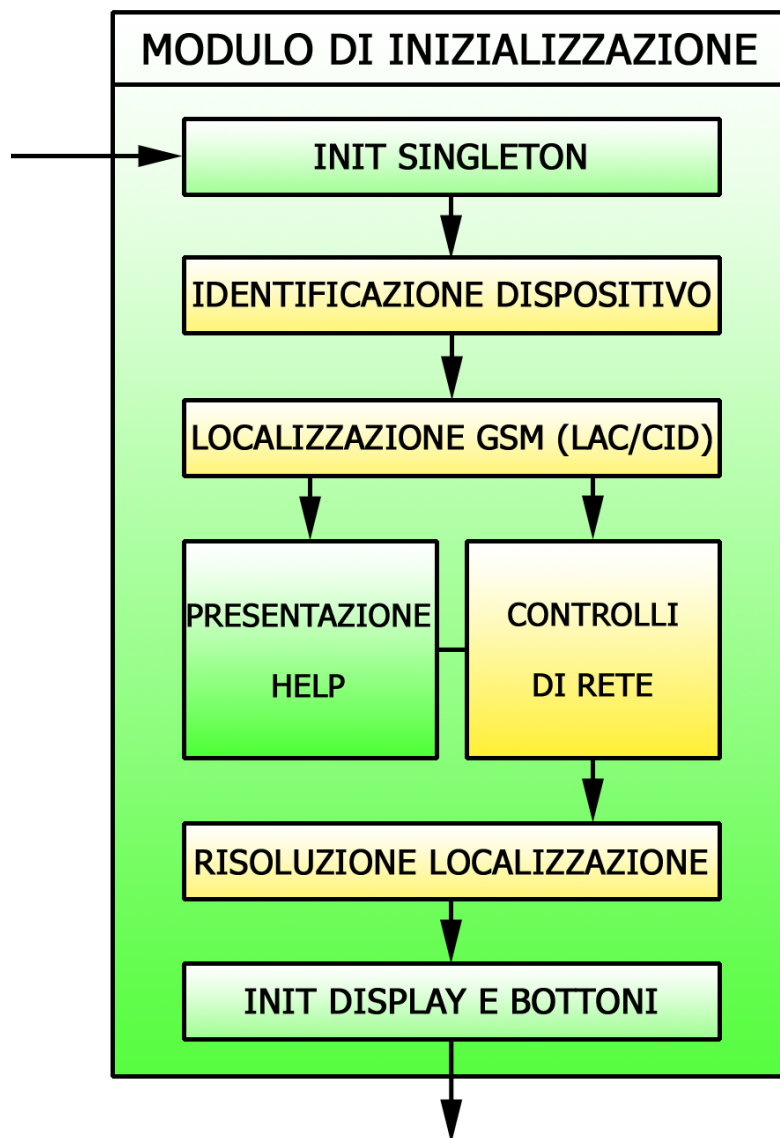 MODULO DI INIZIALIZZAZIONE
INIT SINGLETON
IDENTIFICAZIONE DISPOSITIVO
LOCALIZZAZIONE GSM (LAC/CID)
PRESENTAZIONE
HELP
CONTROLLI
DI RETE
RISOLUZIONE LOCALIZZAZIONE
INIT DISPLAY E BOTTONI